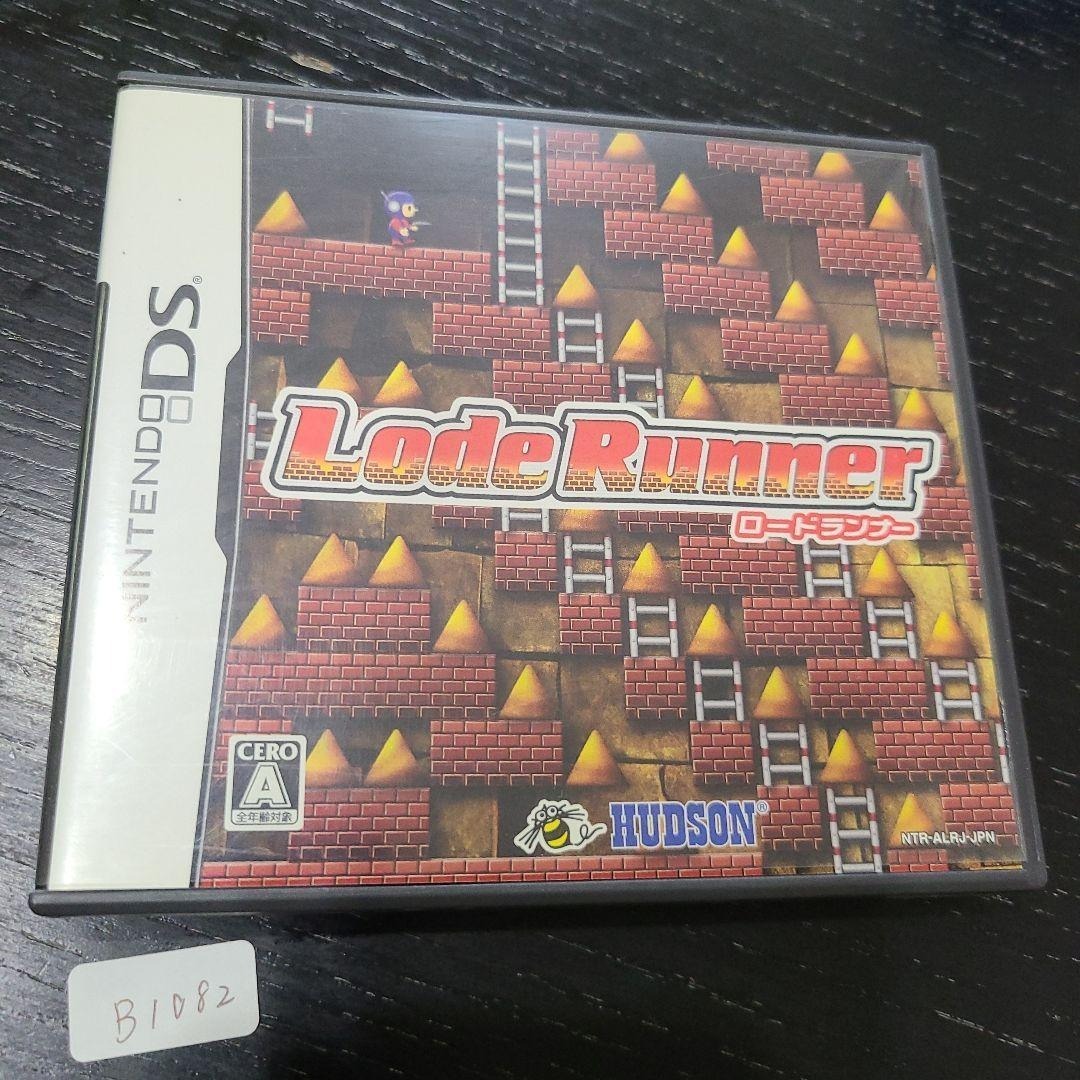 NINTENDO DS®
Lode Runner
ロードランナー
CERO
A
全年齢対象
HUDSON®
NTR-ALRJ-JPN
B1082